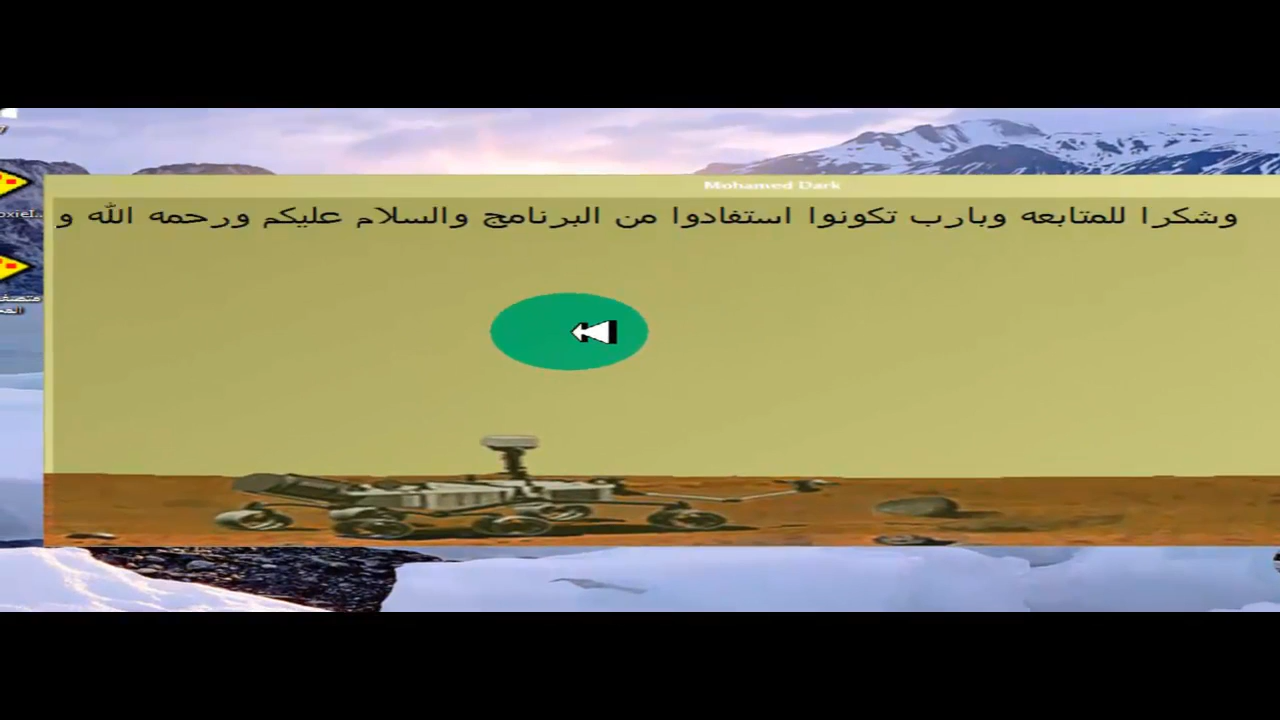 Mohamed Dark
وشكرا للمتابعه ويارب تكونوا استفادوا من البرنامج والسلام عليكم ورحمه الله و